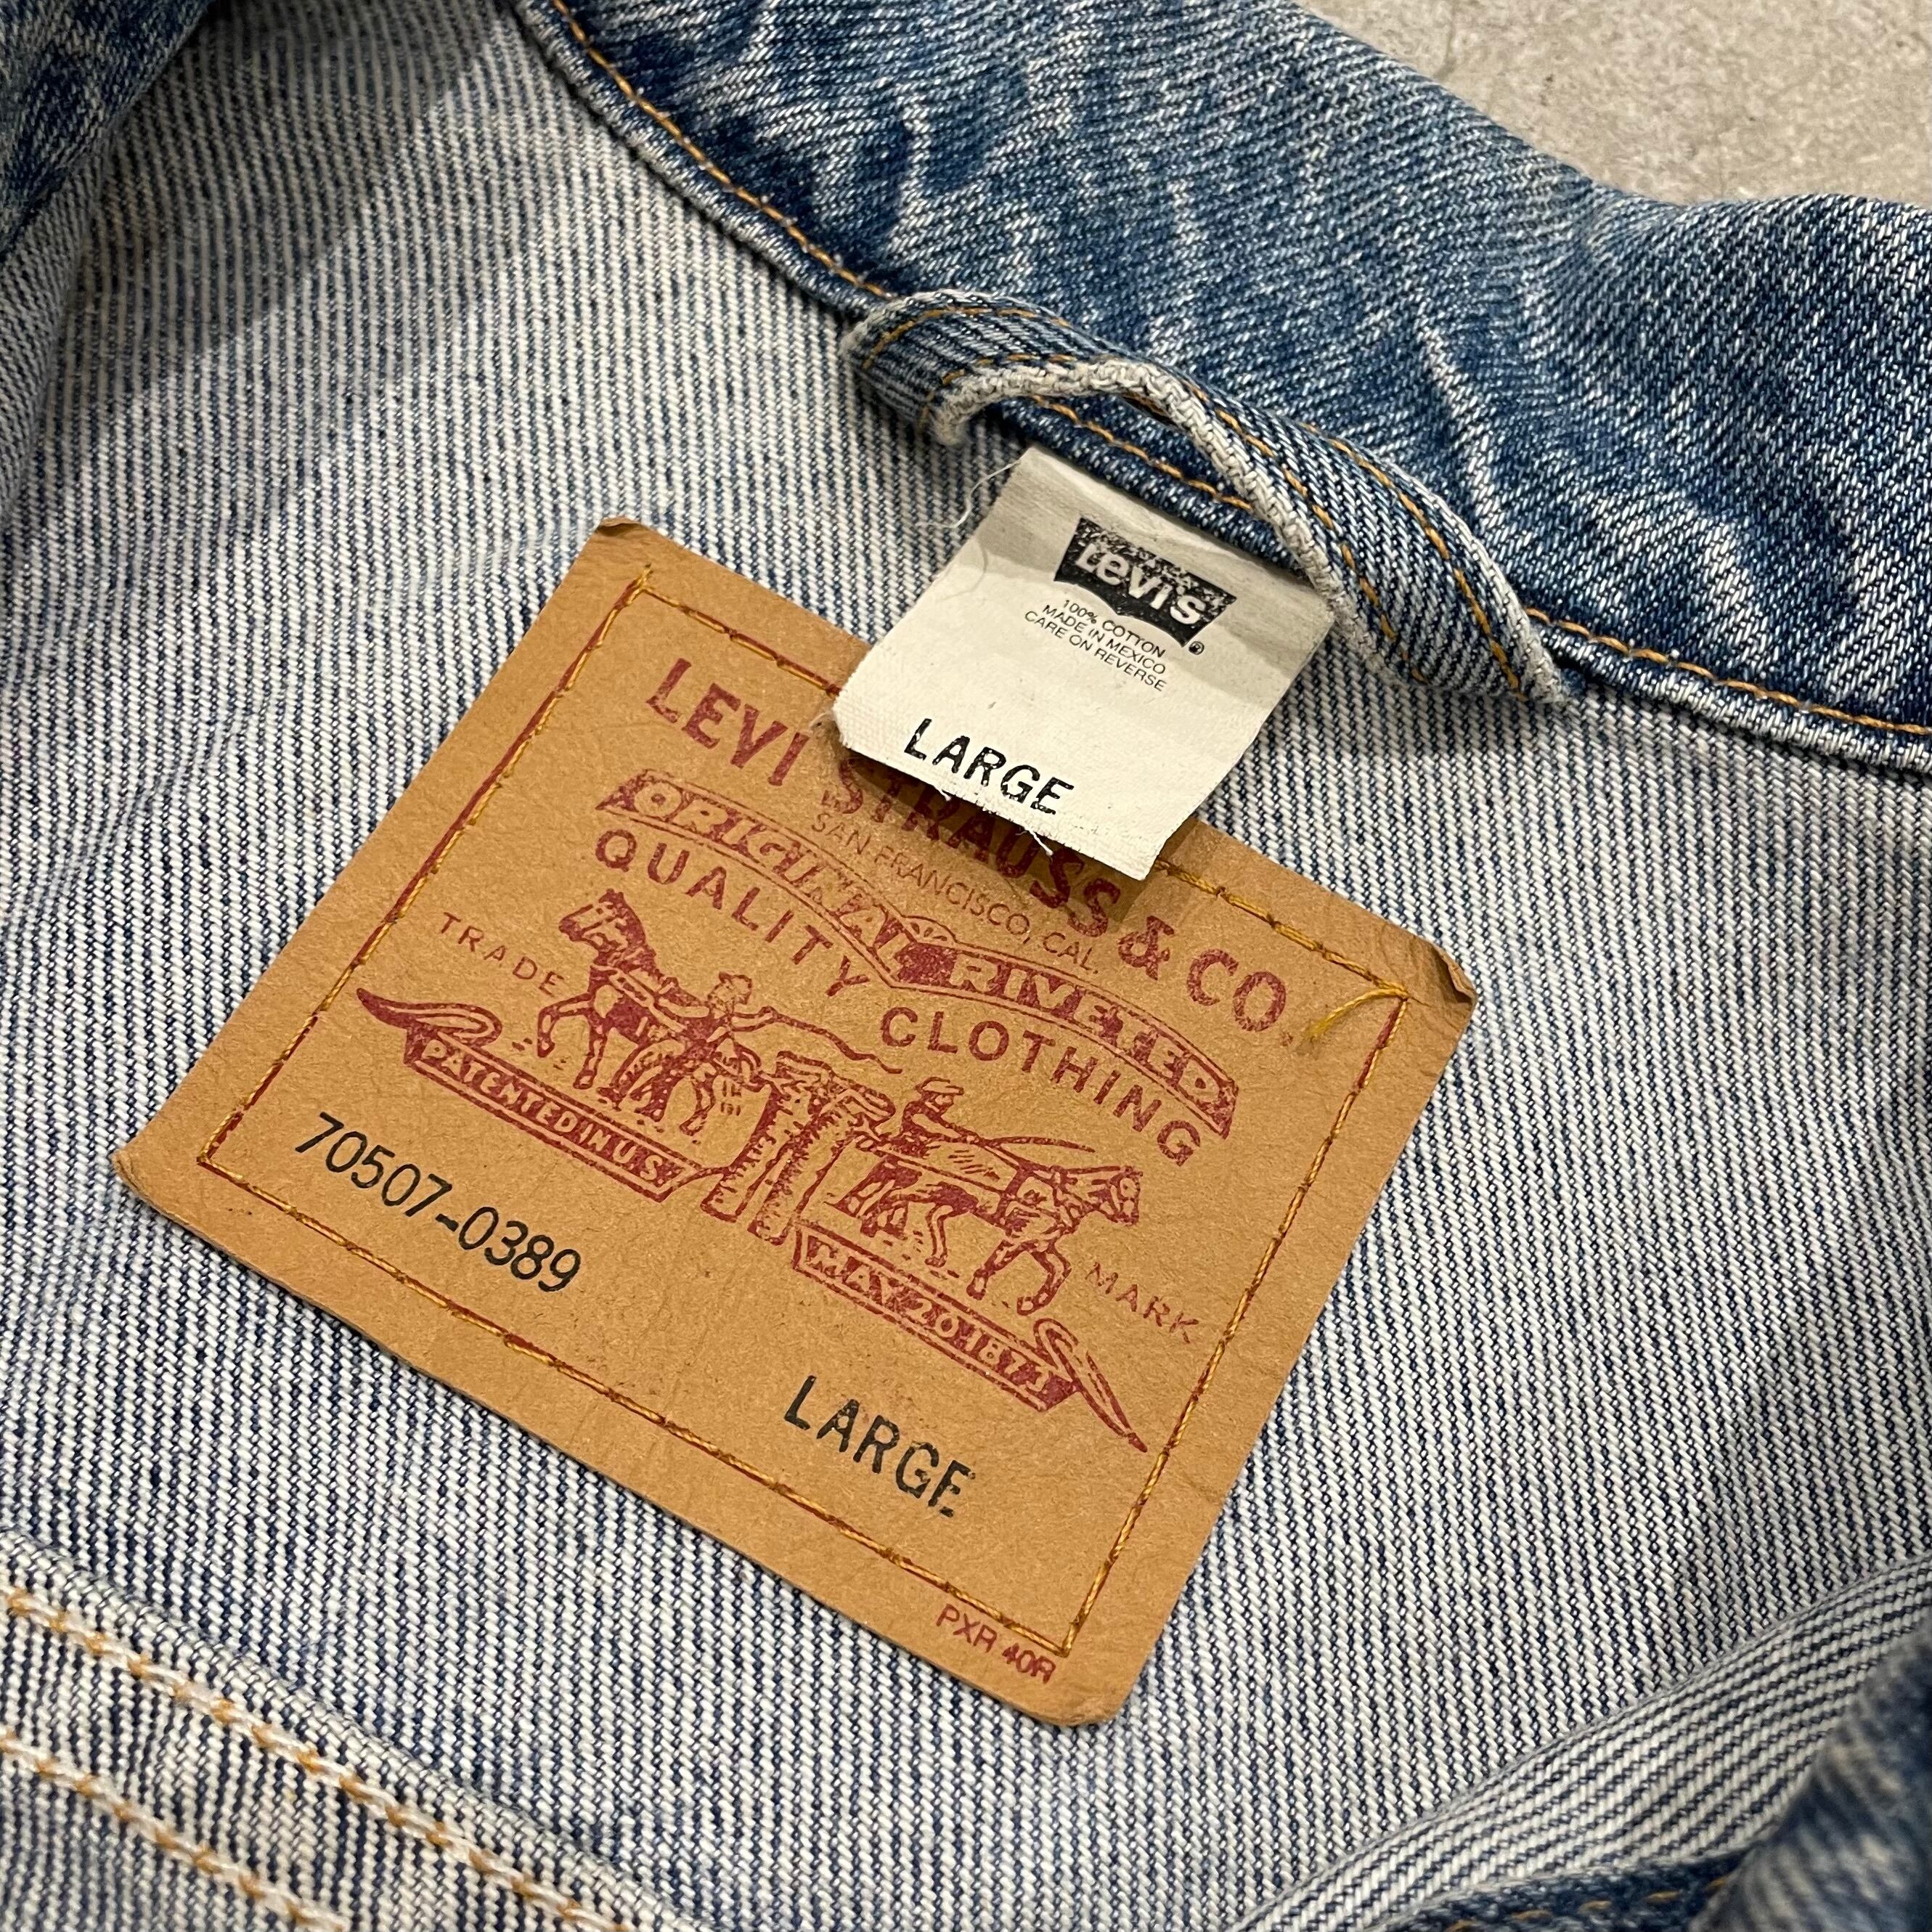 LEVI'S
®
100% COTTON
MADE IN MEXICO
CARE ON REVERSE
LARGE
LEVI STRAUSS & CO.
SAN FRANCISCO, CAL.
ORIGINAL RIVETED
QUALITY CLOTHING
TRADE MARK
PATENTED IN U.S.
MAY 20 1873
70507-0389
LARGE
PXR 40R